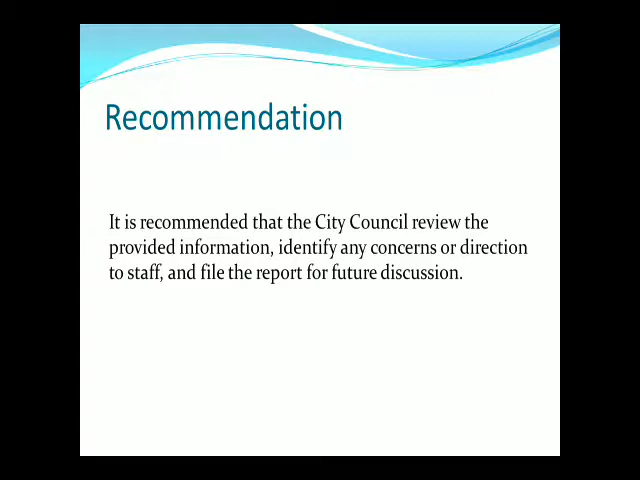 Recommendation
It is recommended that the City Council review the
provided information, identify any concerns or direction
to staff, and file the report for future discussion.